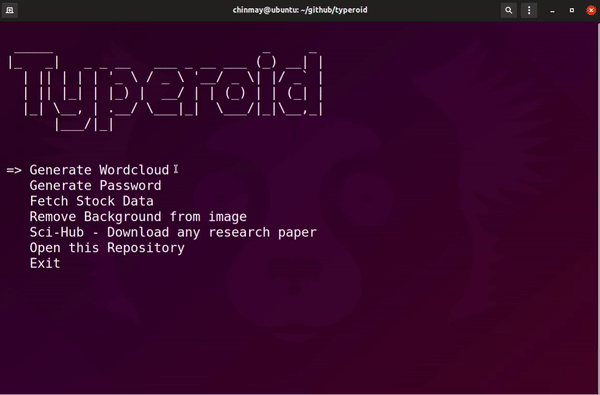 chinmay@ubuntu: ~/github/typeroid
Typeroid
=> Generate Wordcloud
Generate Password
Fetch Stock Data
Remove Background from image
Sci-Hub - Download any research paper
Open this Repository
Exit